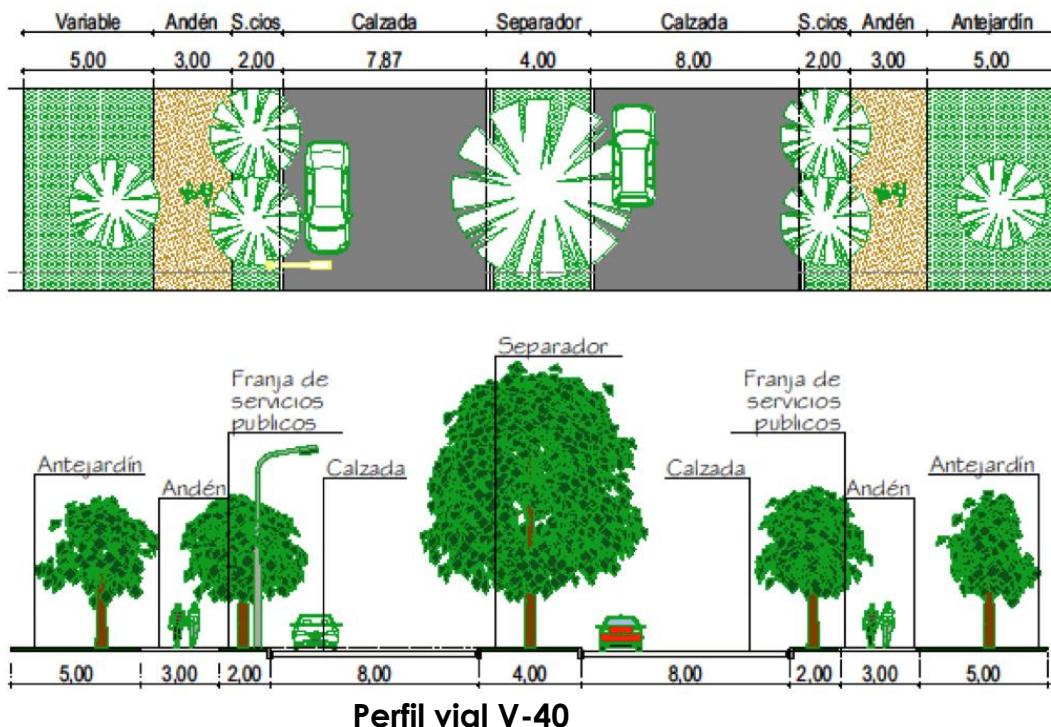 Variable Andén S.cios Calzada Separador Calzada S.cios Andén Antejardín
5,00 3,00 2,00 7,87 4,00 8,00 2,00 3,00 5,00
Separador
Franja de
servicios
publicos
Franja de
servicios
publicos
Antejardín
Andén
Calzada
Calzada
Andén
Antejardín
5,00 3,00 2,00 8,00 4,00 8,00 2,00 3,00 5,00
Perfil vial V-40